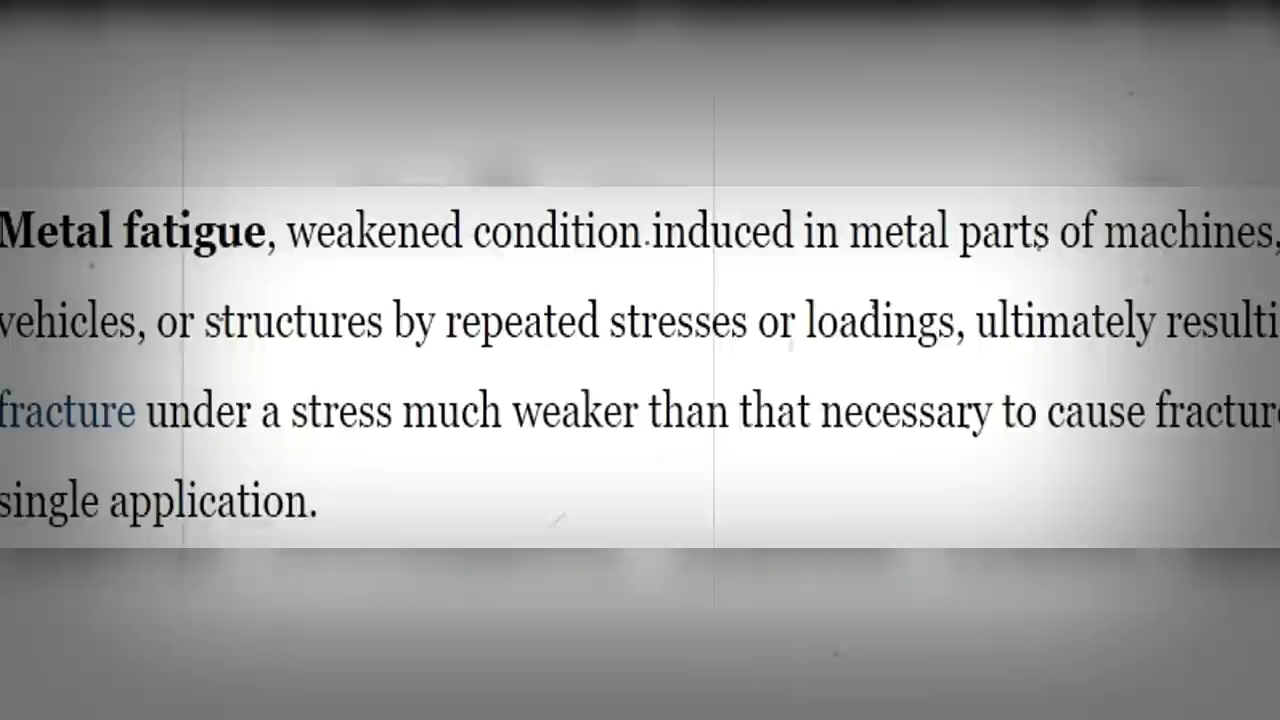 Metal fatigue, weakened condition induced in metal parts of machines,
vehicles, or structures by repeated stresses or loadings, ultimately resulti
fracture under a stress much weaker than that necessary to cause fracture
single application.